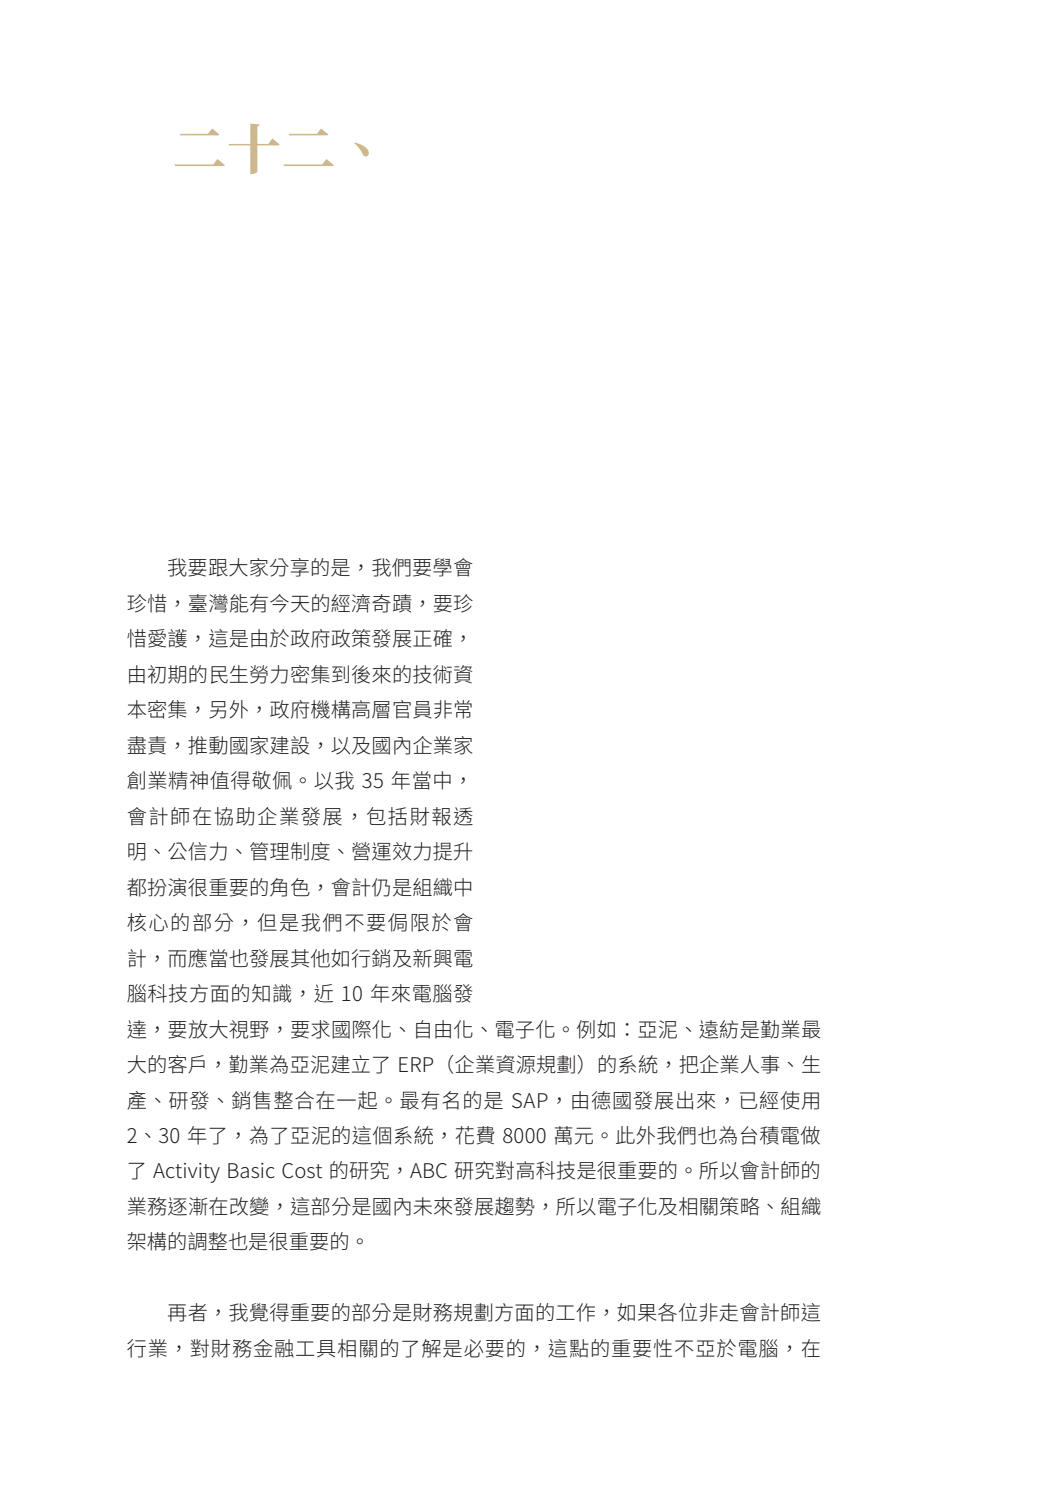 二十二、
我要跟大家分享的是，我們要學會
珍惜，臺灣能有今天的經濟奇蹟，要珍
惜愛護，這是由於政府政策發展正確，
由初期的民生勞力密集到後來的技術資
本密集，另外，政府機構高層官員非常
盡責，推動國家建設，以及國內企業家
創業精神值得敬佩。以我 35 年當中，
會計師在協助企業發展，包括財報透
明、公信力、管理制度、營運效力提升
都扮演很重要的角色，會計仍是組織中
核心的部分，但是我們不要侷限於會
計，而應當也發展其他如行銷及新興電
腦科技方面的知識，近 10 年來電腦發
達，要放大視野，要求國際化、自由化、電子化。例如：亞泥、遠紡是勤業最
大的客戶，勤業為亞泥建立了 ERP（企業資源規劃）的系統，把企業人事、生
產、研發、銷售整合在一起。最有名的是 SAP，由德國發展出來，已經使用
2、30 年了，為了亞泥的這個系統，花費 8000 萬元。此外我們也為台積電做
了 Activity Basic Cost 的研究，ABC 研究對高科技是很重要的。所以會計師的
業務逐漸在改變，這部分是國內未來發展趨勢，所以電子化及相關策略、組織
架構的調整也是很重要的。
再者，我覺得重要的部分是財務規劃方面的工作，如果各位非走會計師這
行業，對財務金融工具相關的了解是必要的，這點的重要性不亞於電腦，在